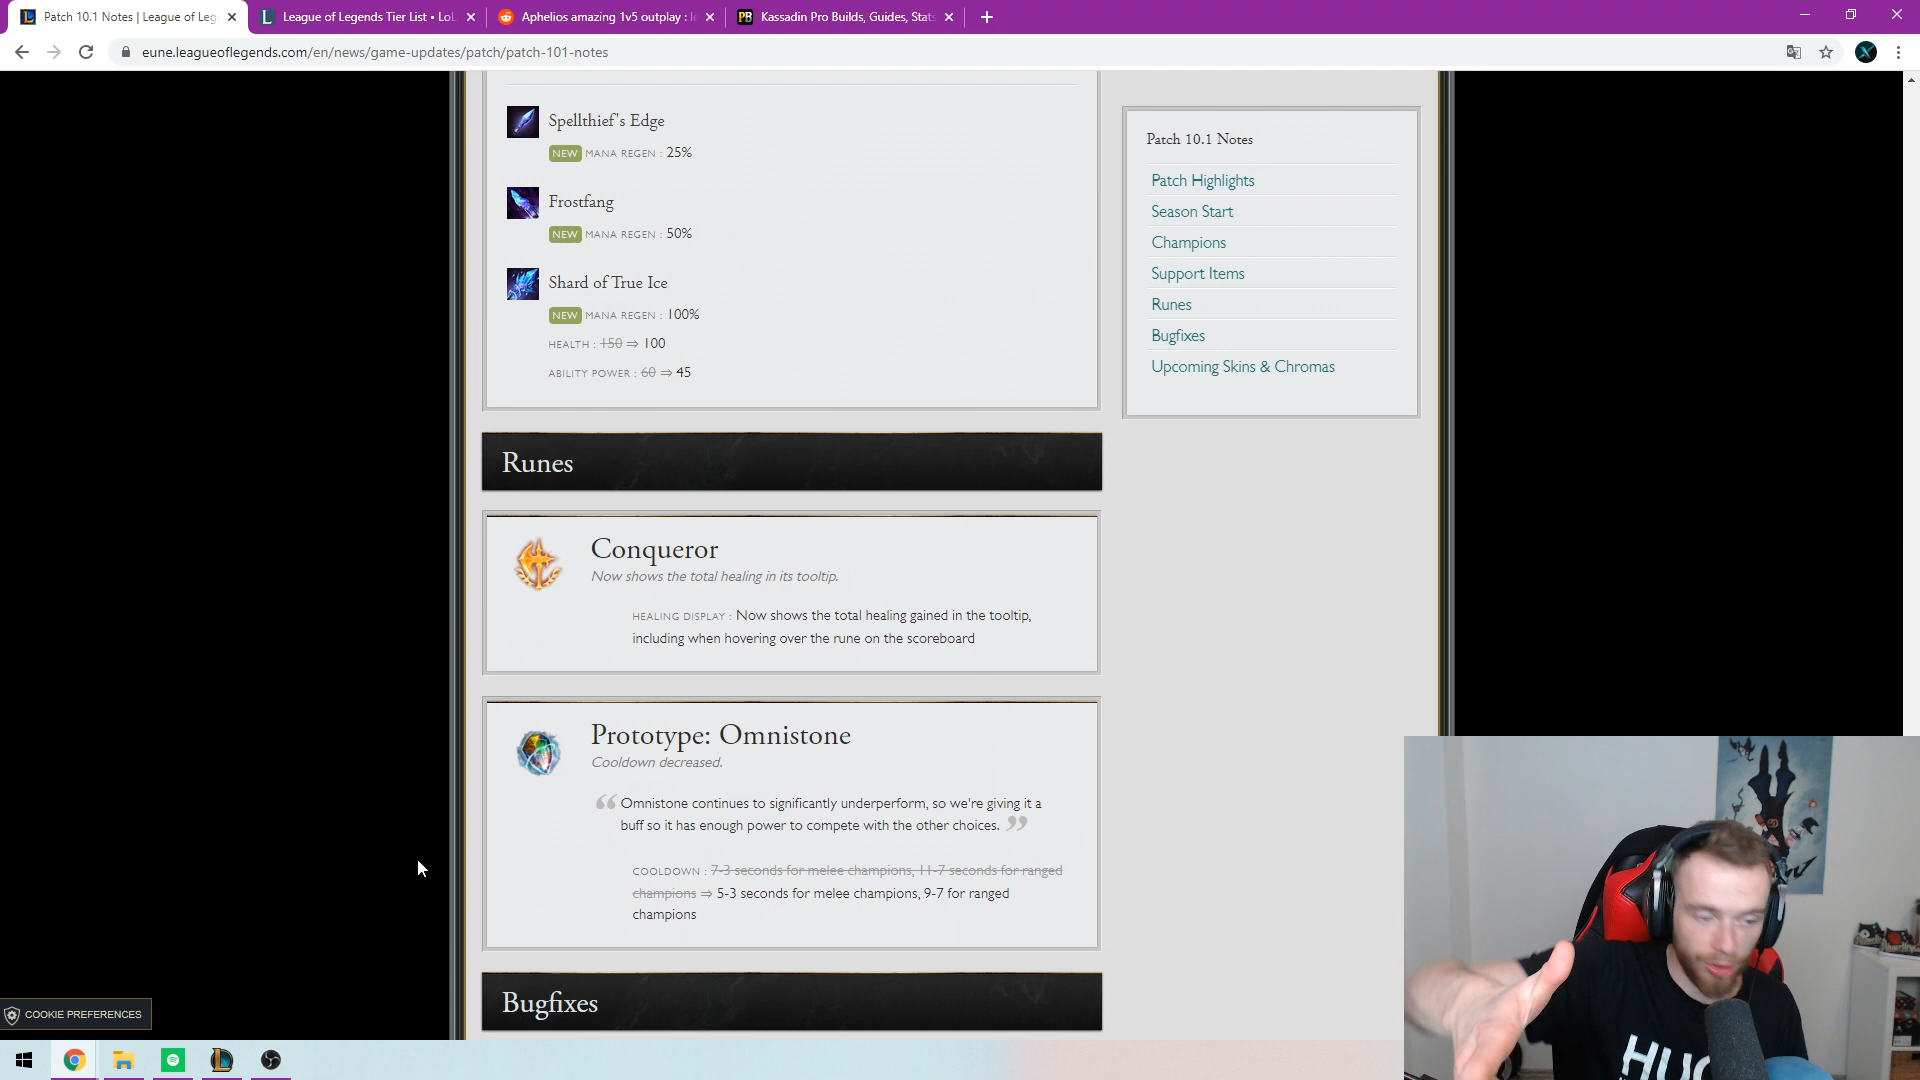 Patch 10.1 Notes | League of Leg
League of Legends Tier List • LoL
Aphelios amazing 1v5 outplay : le
Kassadin Pro Builds, Guides, Stats
eune.leagueoflegends.com/en/news/game-updates/patch/patch-101-notes
Spellthief's Edge
NEW MANA REGEN : 25%
Frostfang
NEW MANA REGEN : 50%
Shard of True Ice
NEW MANA REGEN : 100%
HEALTH : 150 ⇒ 100
ABILITY POWER : 60 ⇒ 45
Runes
Conqueror
Now shows the total healing in its tooltip.
HEALING DISPLAY : Now shows the total healing gained in the tooltip,
including when hovering over the rune on the scoreboard
Prototype: Omnistone
Cooldown decreased.
“ Omnistone continues to significantly underperform, so we're giving it a
buff so it has enough power to compete with the other choices. ”
COOLDOWN : 7-3 seconds for melee champions, 11-7 seconds for ranged
champions ⇒ 5-3 seconds for melee champions, 9-7 for ranged
champions
Bugfixes
Patch 10.1 Notes
Patch Highlights
Season Start
Champions
Support Items
Runes
Bugfixes
Upcoming Skins & Chromas
COOKIE PREFERENCES
PB
HUG